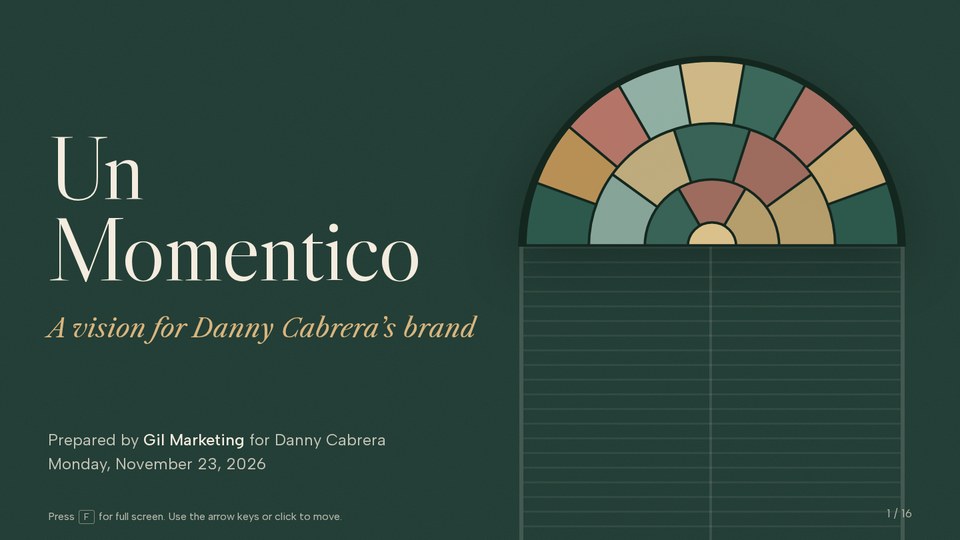 Un
Momentico
A vision for Danny Cabrera’s brand
Prepared by Gil Marketing for Danny Cabrera
Monday, November 23, 2026
Press F for full screen. Use the arrow keys or click to move.
1 / 16